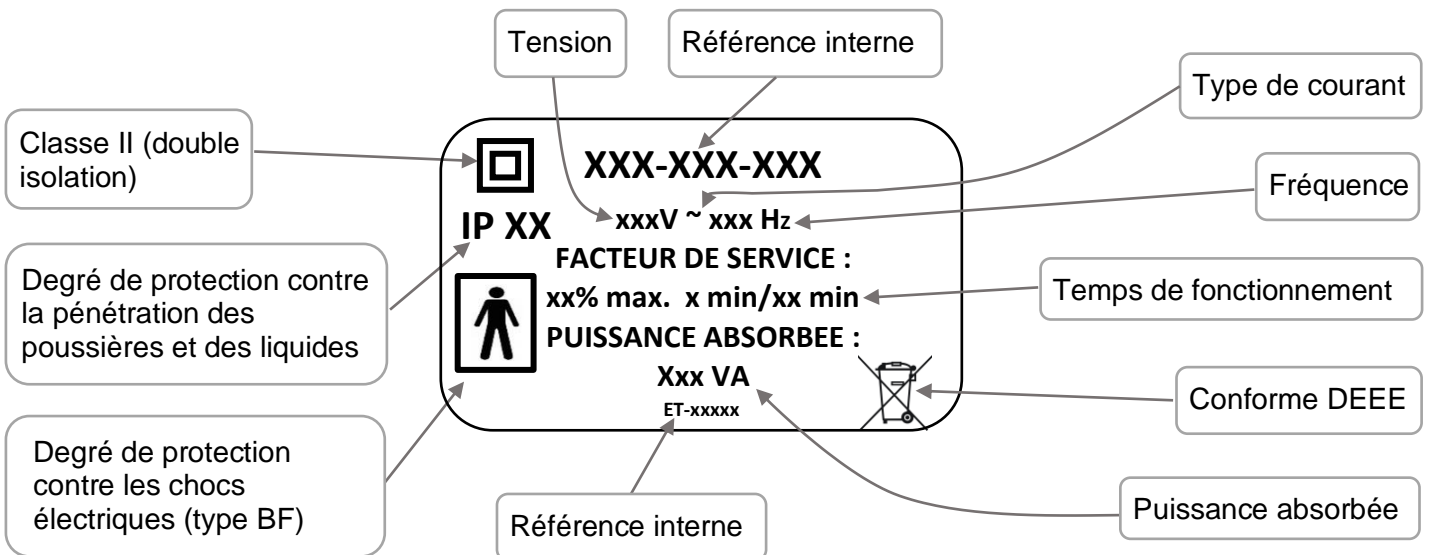 Tension
Référence interne
Type de courant
Classe II (double
isolation)
XXX-XXX-XXX
Fréquence
IP XX
xxxV ~ xxx Hz
FACTEUR DE SERVICE :
Degré de protection contre
la pénétration des
poussières et des liquides
xx% max. x min/xx min
Temps de fonctionnement
PUISSANCE ABSORBEE :
Xxx VA
Conforme DEEE
ET-xxxxx
Degré de protection
contre les chocs
électriques (type BF)
Référence interne
Puissance absorbée